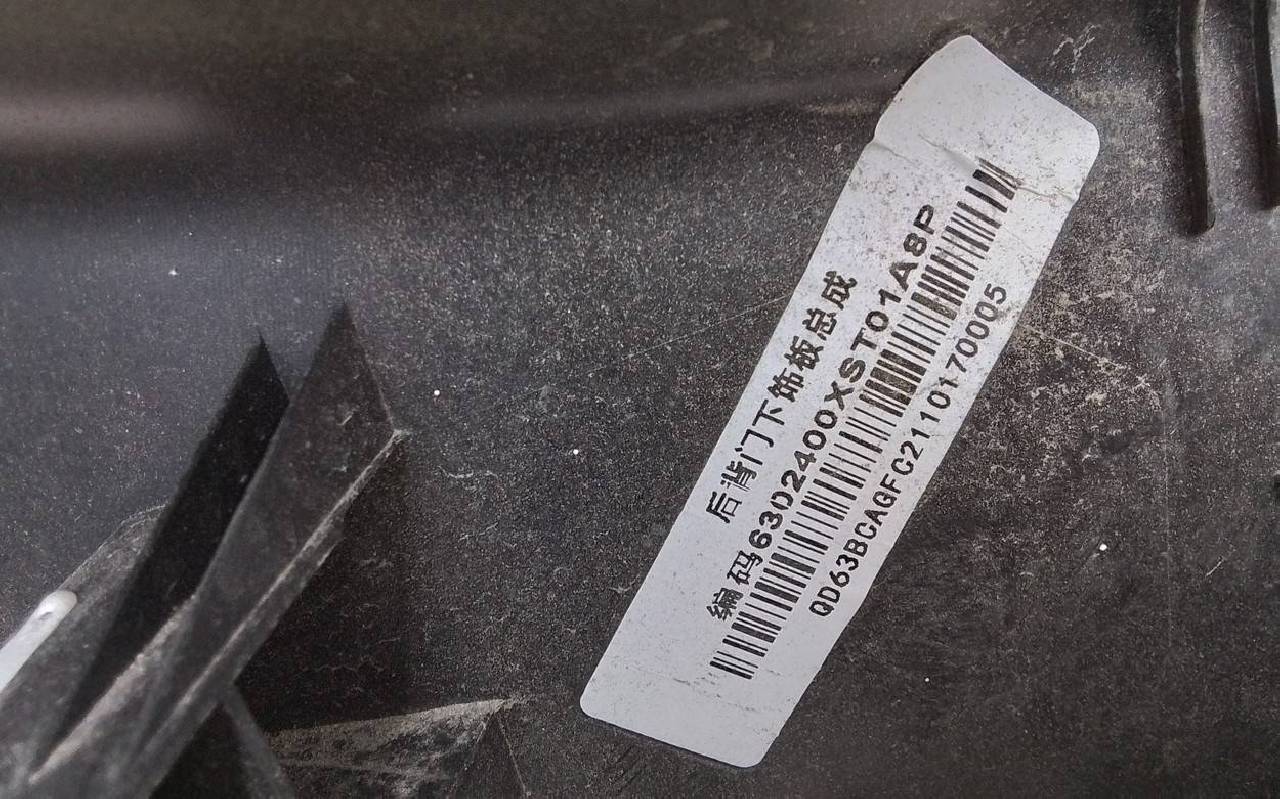 后背门下饰板总成
编码6302400XST01A8P
QD63BCAGFC2110170005